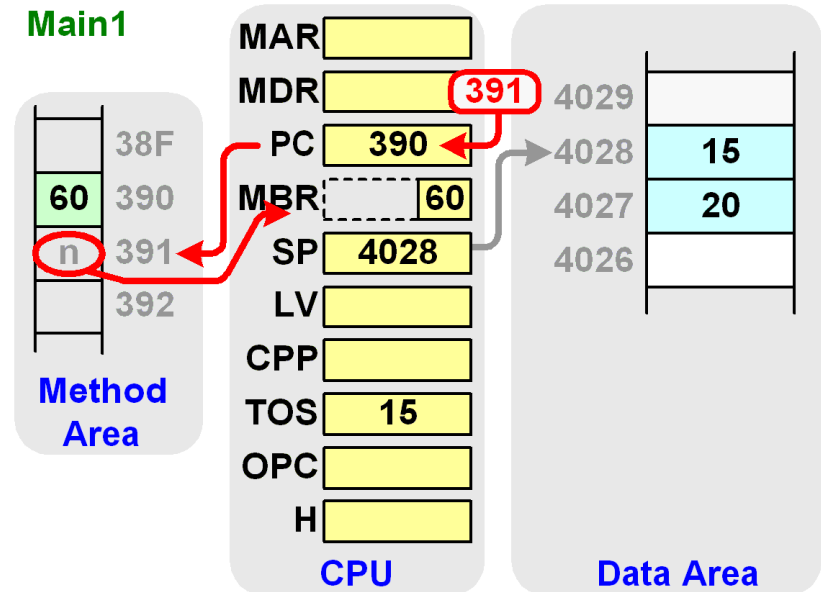 Main1
38F
60 390
n 391
392
Method
Area
MAR
MDR 391
PC 390
MBR 60
SP 4028
LV
CPP
TOS 15
OPC
H
CPU
4029
4028 15
4027 20
4026
Data Area